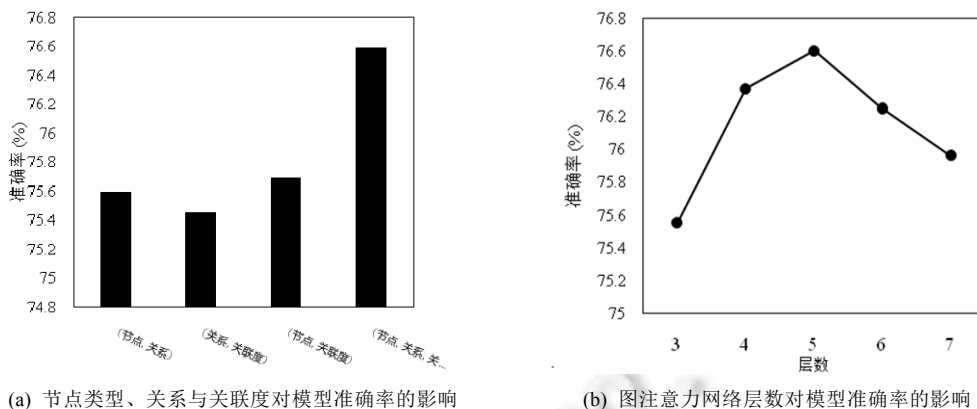 76.8
76.6
76.4
76.2
76
75.8
75.6
75.4
75.2
75
74.8
准确率(%)
(节点,关系)
(关系,关联度)
(节点,关联度)
(节点,关系,关...
(a) 节点类型、关系与关联度对模型准确率的影响
76.8
76.6
76.4
76.2
76
75.8
75.6
75.4
75.2
75
准确率(%)
3 4 5 6 7
层数
(b) 图注意力网络层数对模型准确率的影响